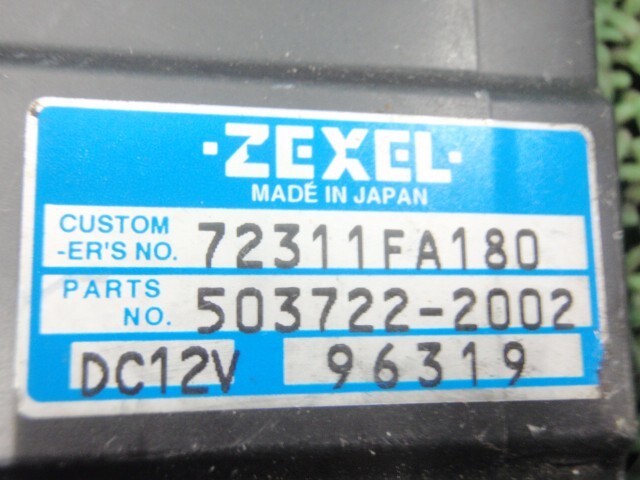 ·ZEXEL·
MADE IN JAPAN
CUSTOM
-ER'S NO. 72311FA180
PARTS
NO. 503722-2002
DC12V 96319